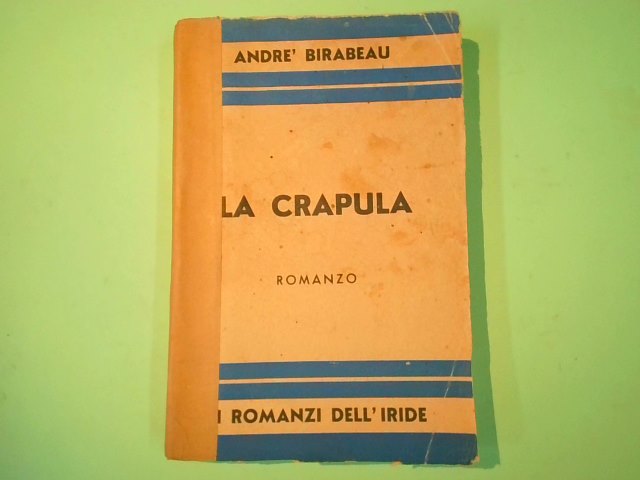 ANDRE' BIRABEAU
LA CRAPULA
ROMANZO
I ROMANZI DELL'IRIDE